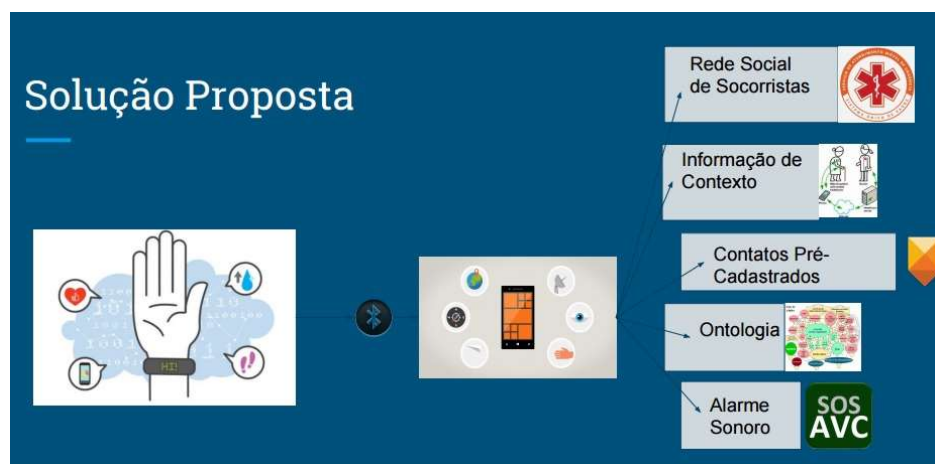 Solução Proposta
Rede Social
de Socorristas
Informação de
Contexto
Contatos Pré-
Cadastrados
Ontologia
Alarme
Sonoro
SOS
AVC
HI!